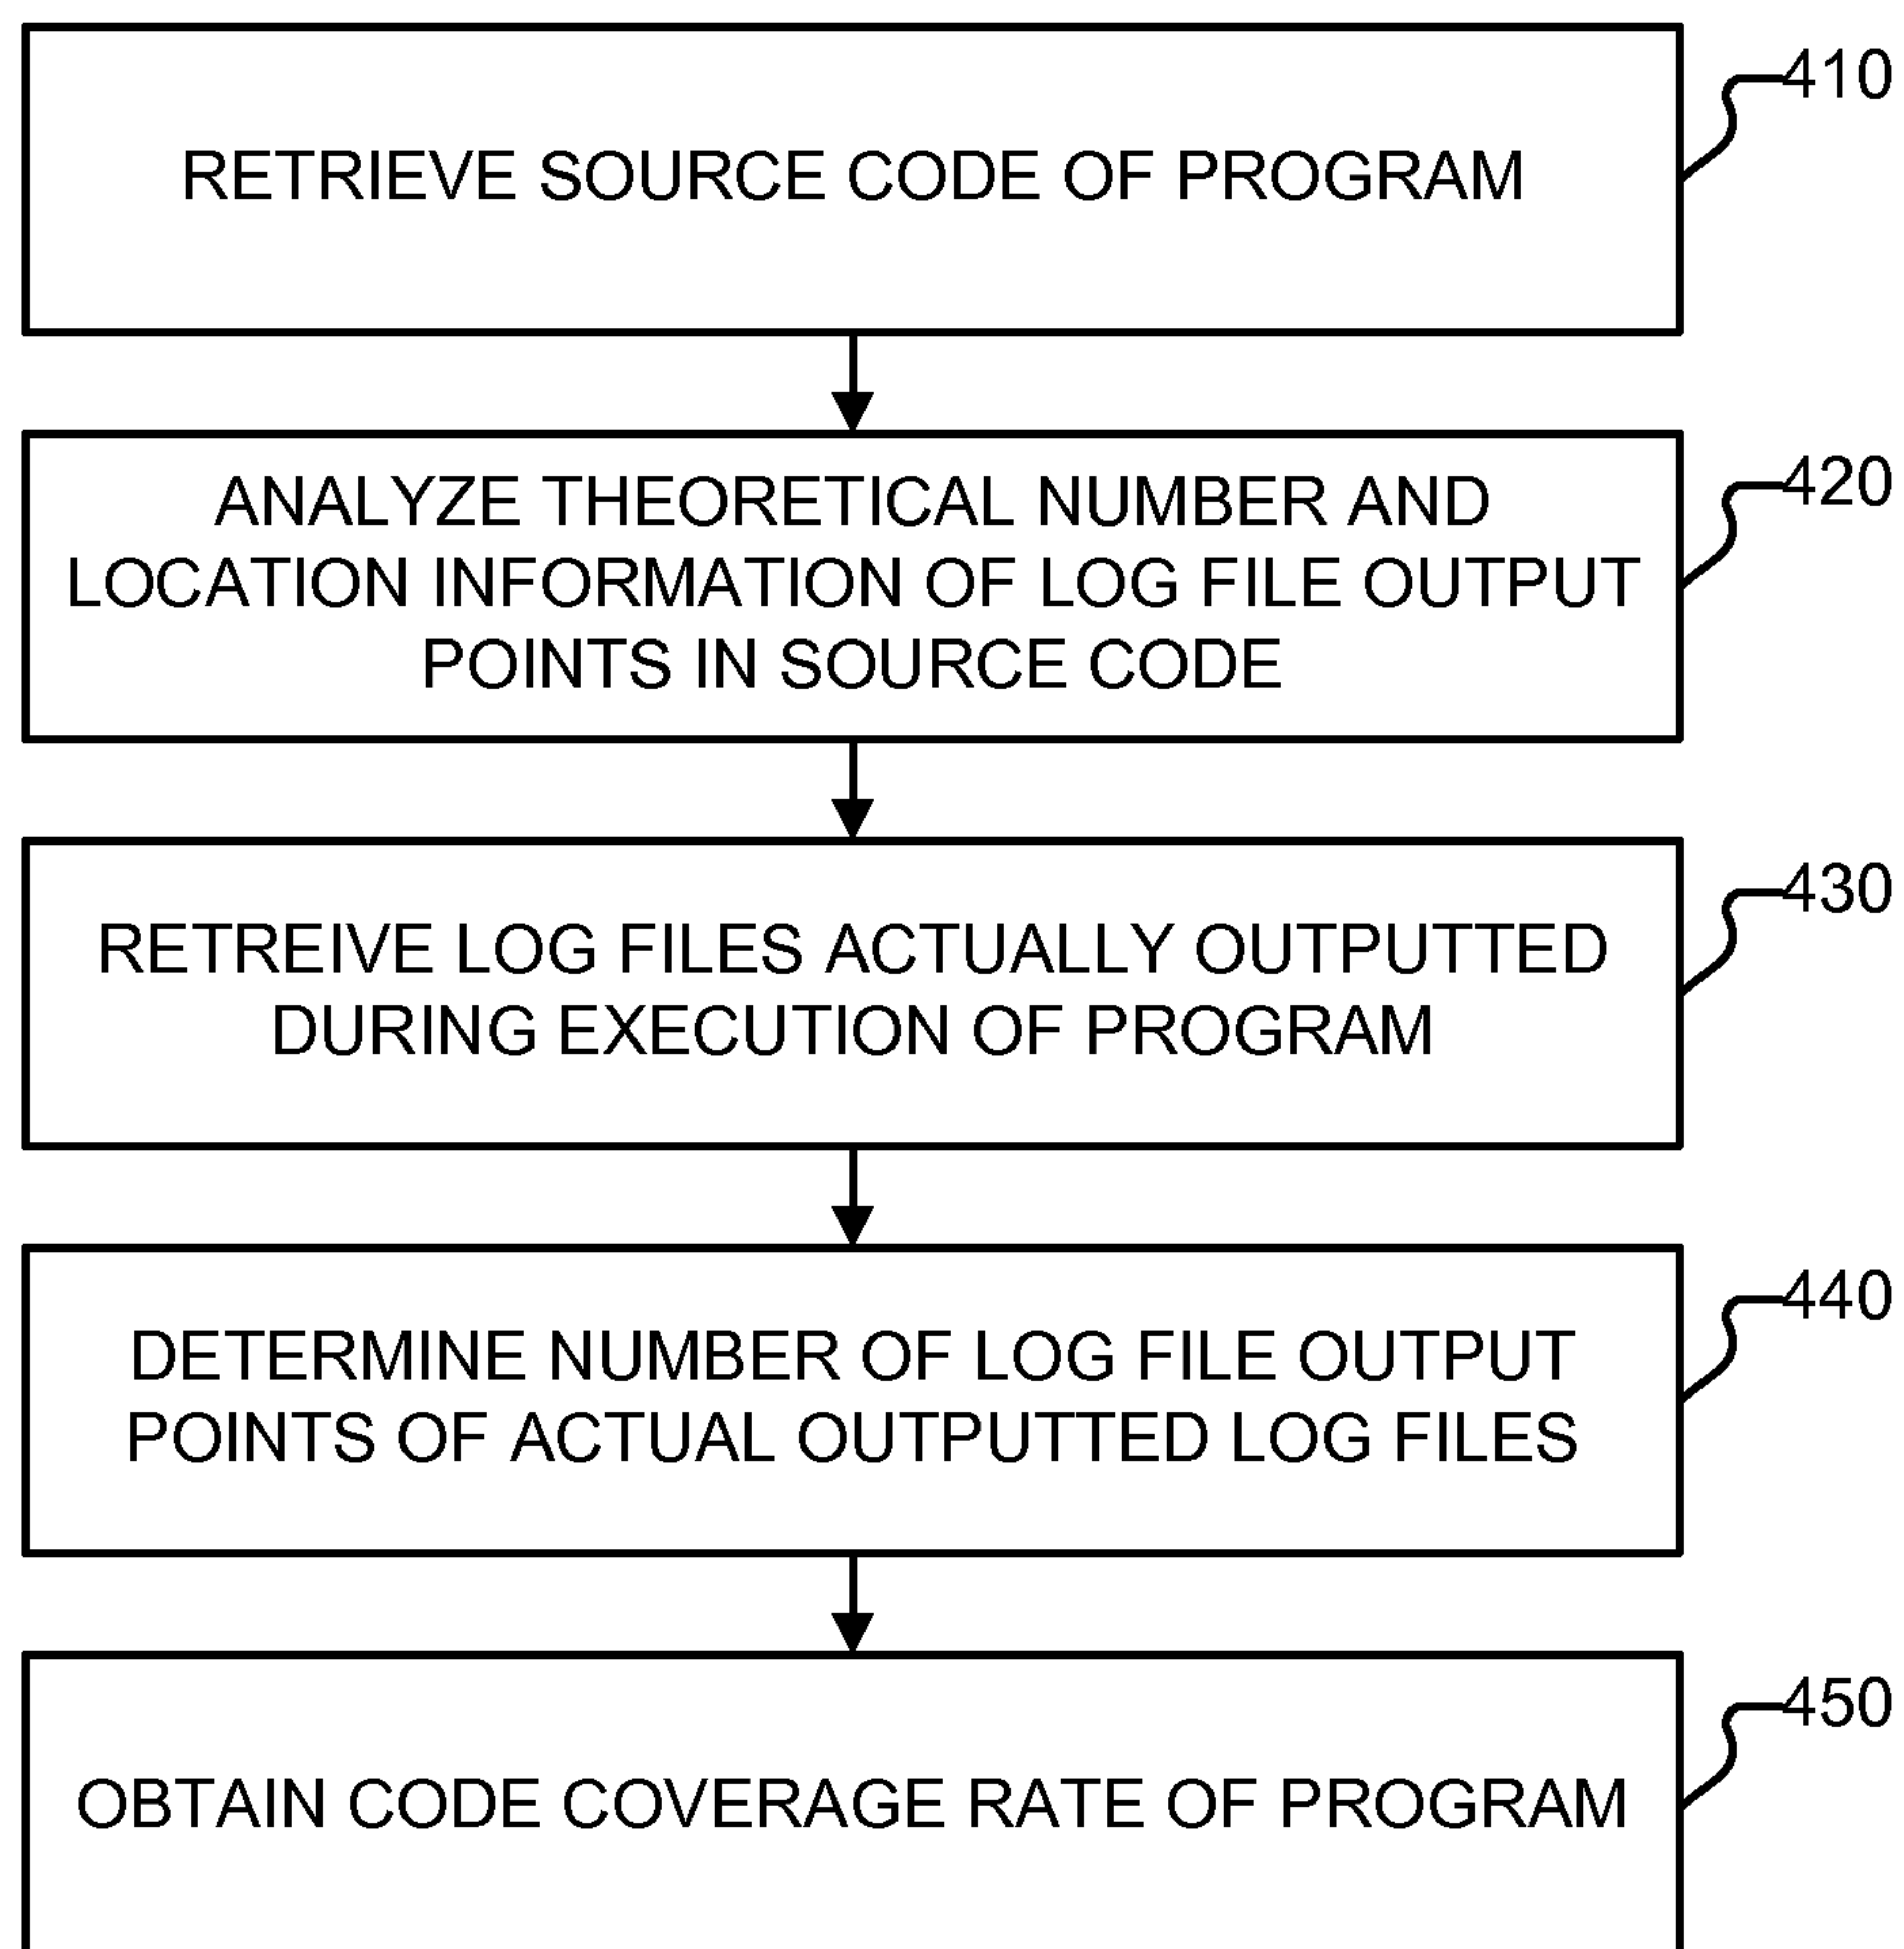 410
RETRIEVE SOURCE CODE OF PROGRAM
420
ANALYZE THEORETICAL NUMBER AND
LOCATION INFORMATION OF LOG FILE OUTPUT
POINTS IN SOURCE CODE
430
RETREIVE LOG FILES ACTUALLY OUTPUTTED
DURING EXECUTION OF PROGRAM
440
DETERMINE NUMBER OF LOG FILE OUTPUT
POINTS OF ACTUAL OUTPUTTED LOG FILES
450
OBTAIN CODE COVERAGE RATE OF PROGRAM